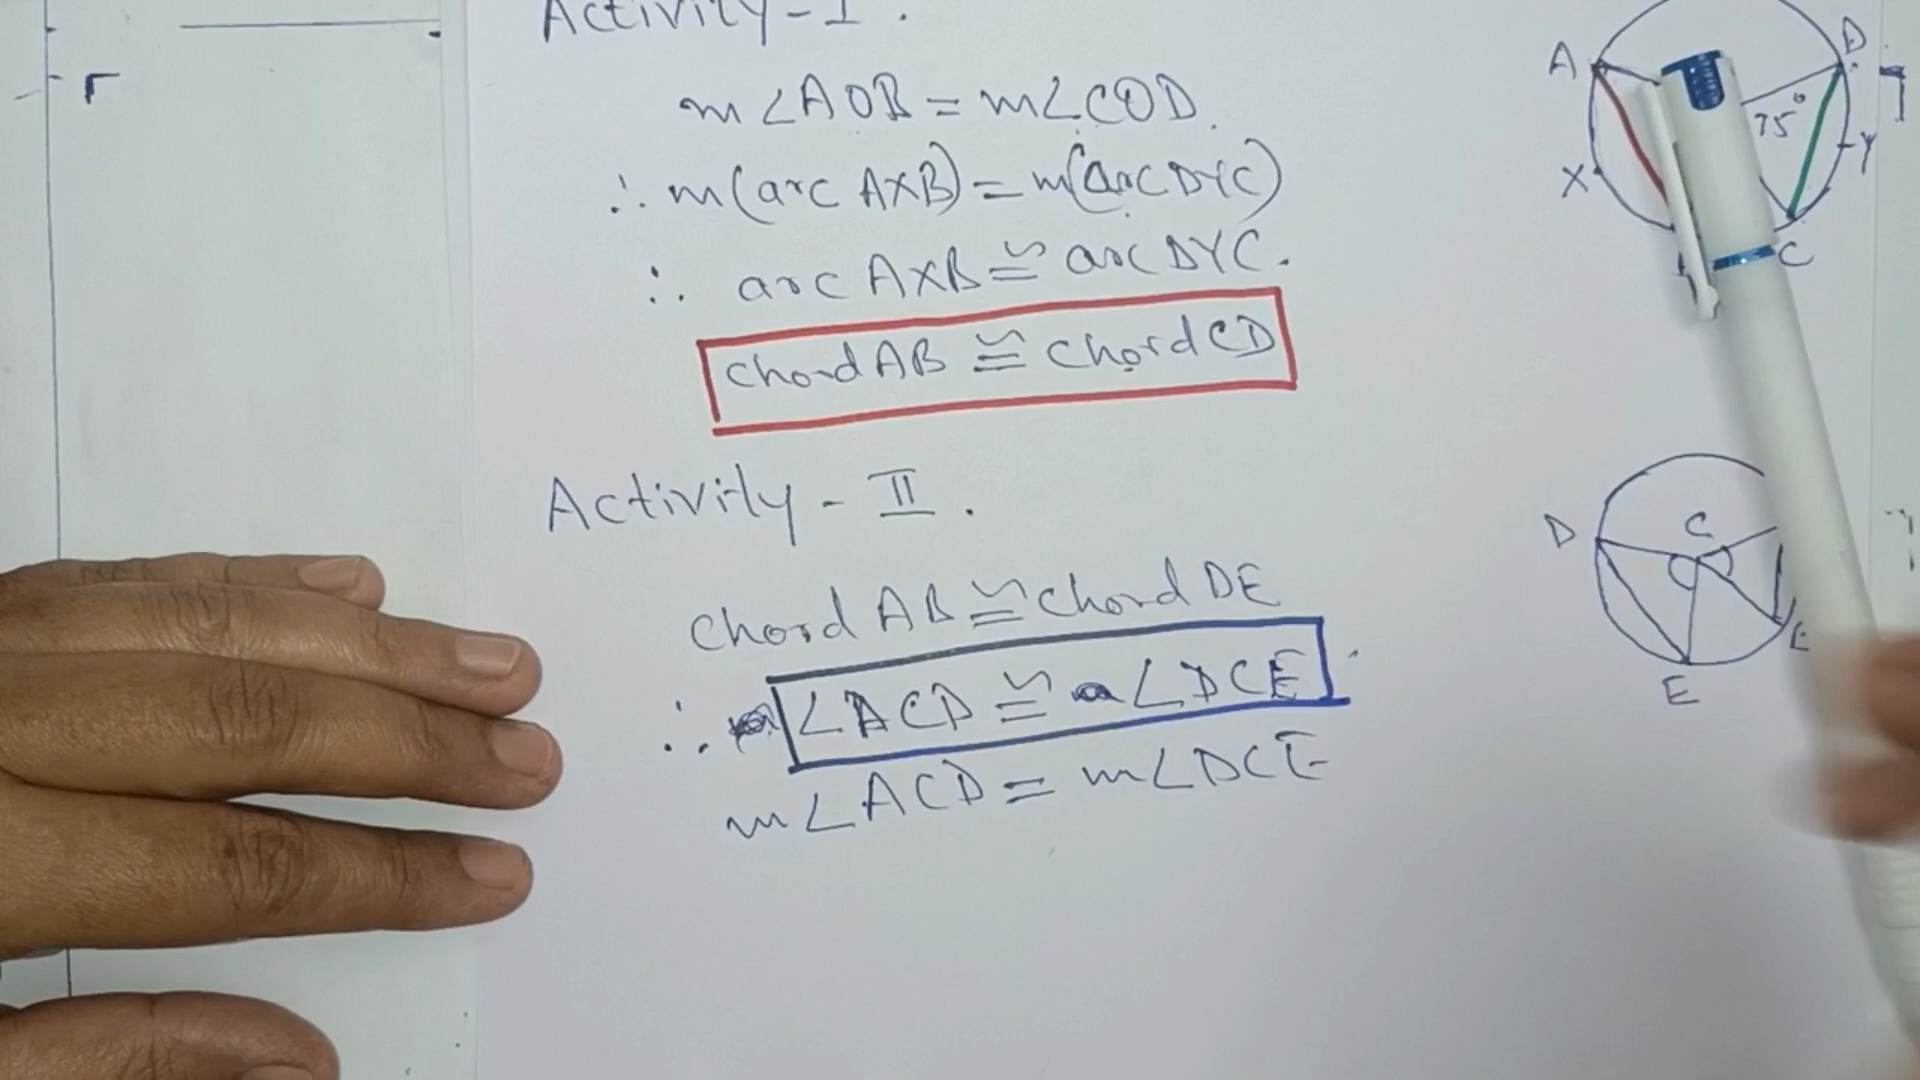 Activity - I .
m∠AOB = m∠COD.
∴ m(arc AXB) = m(arc DYC)
∴ arc AXB ≅ arc DYC.
chord AB ≅ chord CD
Activity - II .
chord AB ≅ chord DE
∴ ∠ACD ≅ ∠DCE
m∠ACD = m∠DCE
A
D
75°
X
Y
C
D
C
E